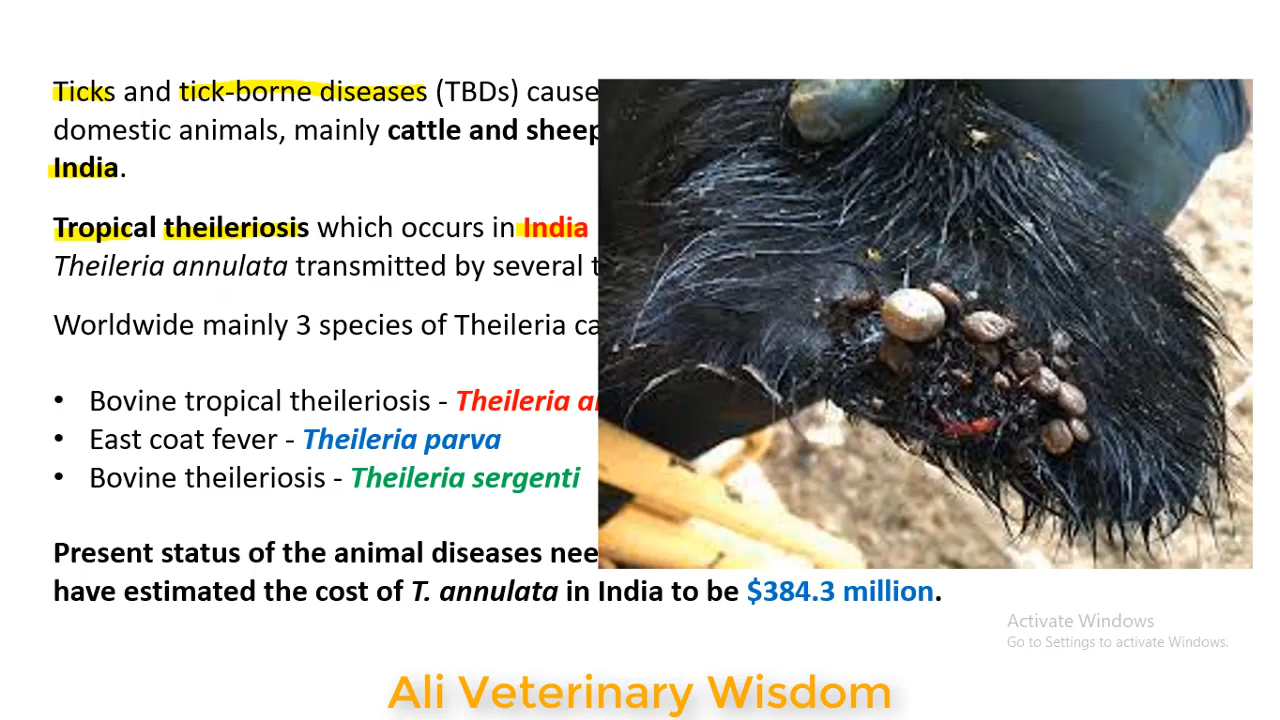 Ticks and tick-borne diseases (TBDs) cause
domestic animals, mainly cattle and sheep
India.
Tropical theileriosis which occurs in India
Theileria annulata transmitted by several
Worldwide mainly 3 species of Theileria
• Bovine tropical theileriosis - Theileria
• East coat fever - Theileria parva
• Bovine theileriosis - Theileria sergenti
Present status of the animal diseases
have estimated the cost of T. annulata in India to be $384.3 million.
Activate Windows
Go to Settings to activate Windows.
Ali Veterinary Wisdom